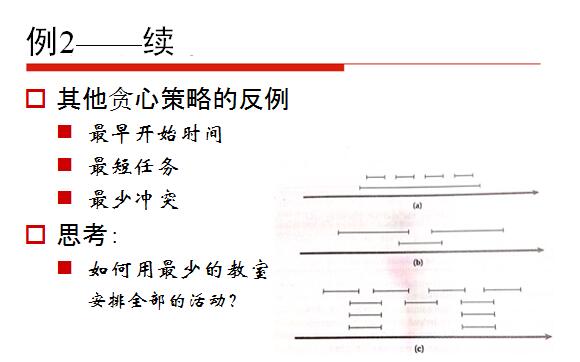 例2——续
其他贪心策略的反例
最早开始时间
最短任务
最少冲突
思考:
如何用最少的教室
安排全部的活动?
(a)
(b)
(c)